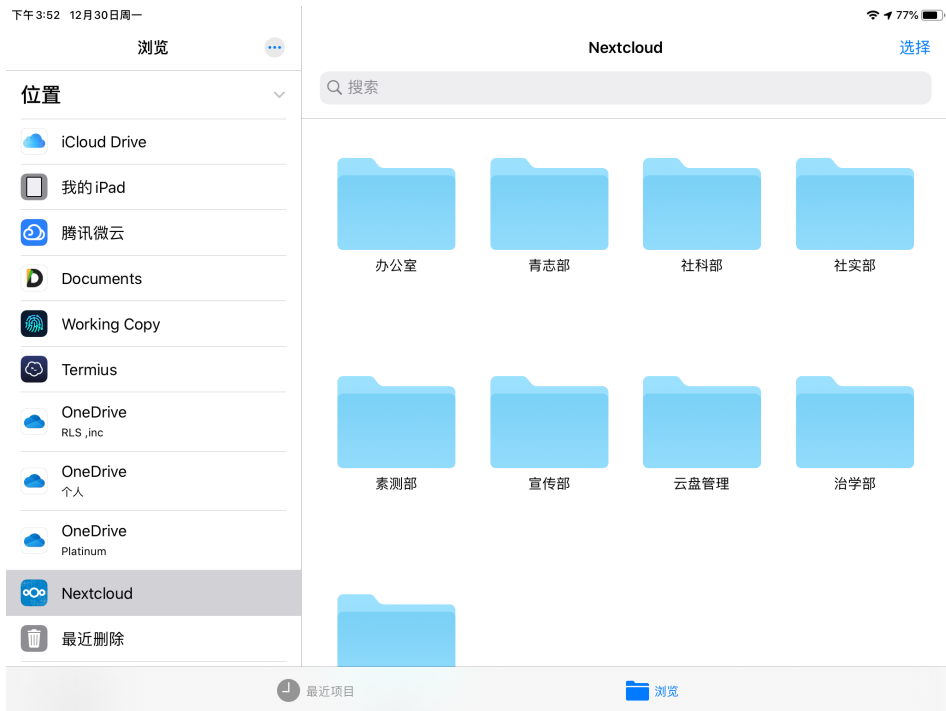 下午3:52 12月30日周一
77%
浏览
Nextcloud
选择
搜索
位置
iCloud Drive
我的 iPad
腾讯微云
Documents
Working Copy
Termius
OneDrive
RLS ,inc
OneDrive
个人
OneDrive
Platinum
Nextcloud
最近删除
办公室
青志部
社科部
社实部
素测部
宣传部
云盘管理
治学部
最近项目
浏览